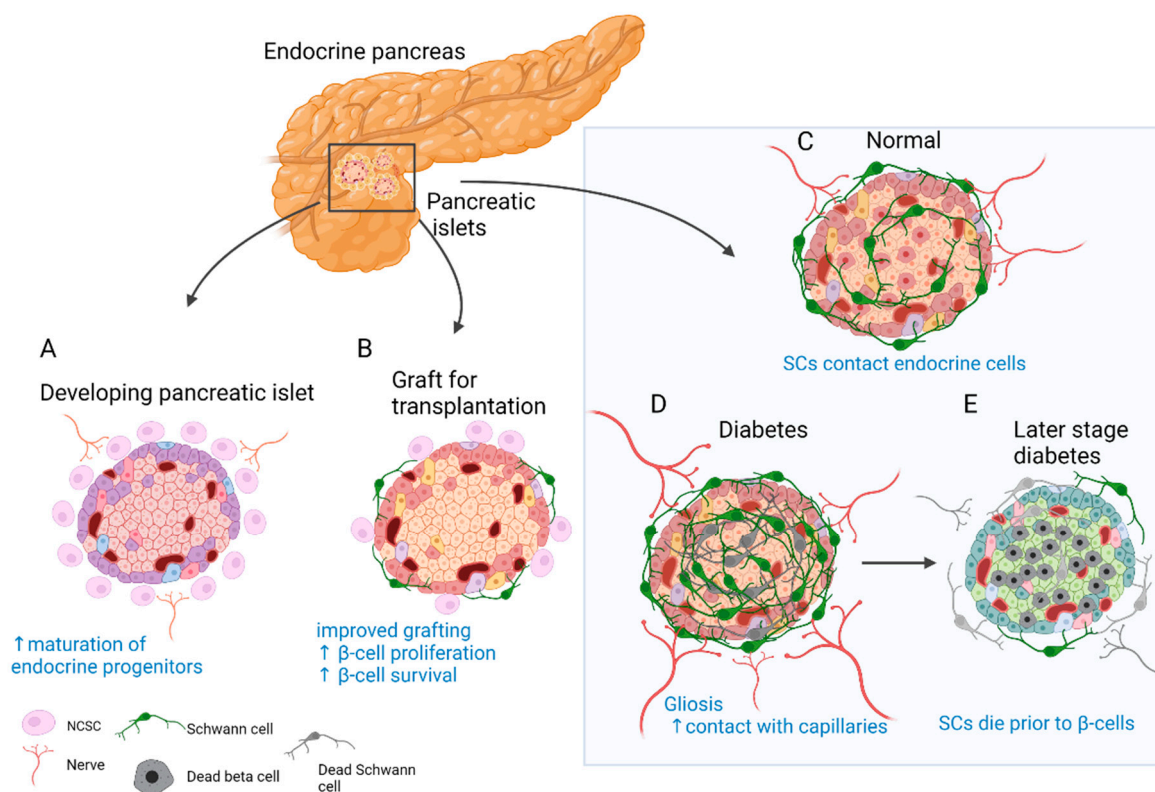 Endocrine pancreas
Pancreatic
islets
C
Normal
SCs contact endocrine cells
A
Developing pancreatic islet
↑ maturation of
endocrine progenitors
B
Graft for
transplantation
improved grafting
↑ β-cell proliferation
↑ β-cell survival
D
Diabetes
Gliosis
↑ contact with capillaries
E
Later stage
diabetes
SCs die prior to β-cells
NCSC
Schwann cell
Nerve
Dead beta cell
Dead Schwann
cell